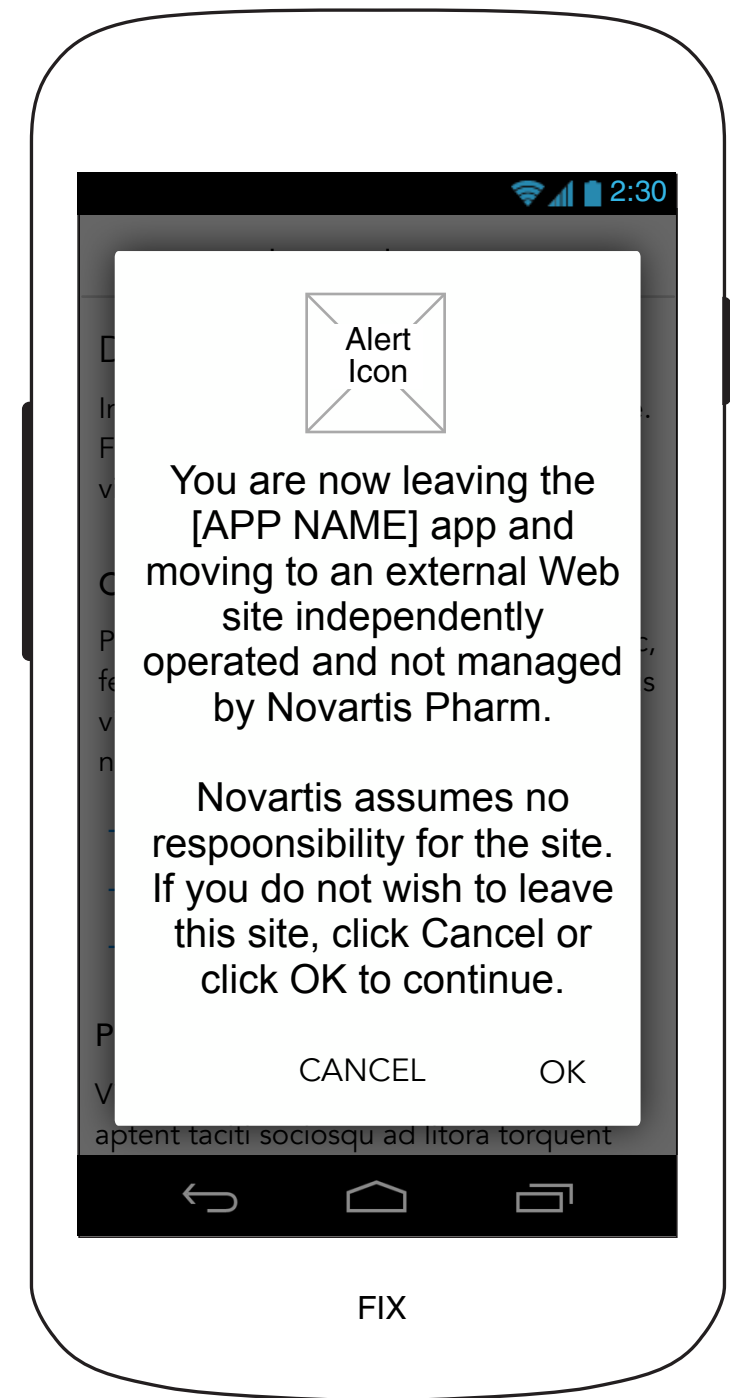 2:30
Alert
Icon
You are now leaving the
[APP NAME] app and
moving to an external Web
site independently
operated and not managed
by Novartis Pharm.
Novartis assumes no
respoonsibility for the site.
If you do not wish to leave
this site, click Cancel or
click OK to continue.
CANCEL OK
aptent taciti sociosqu ad litora torquent
FIX